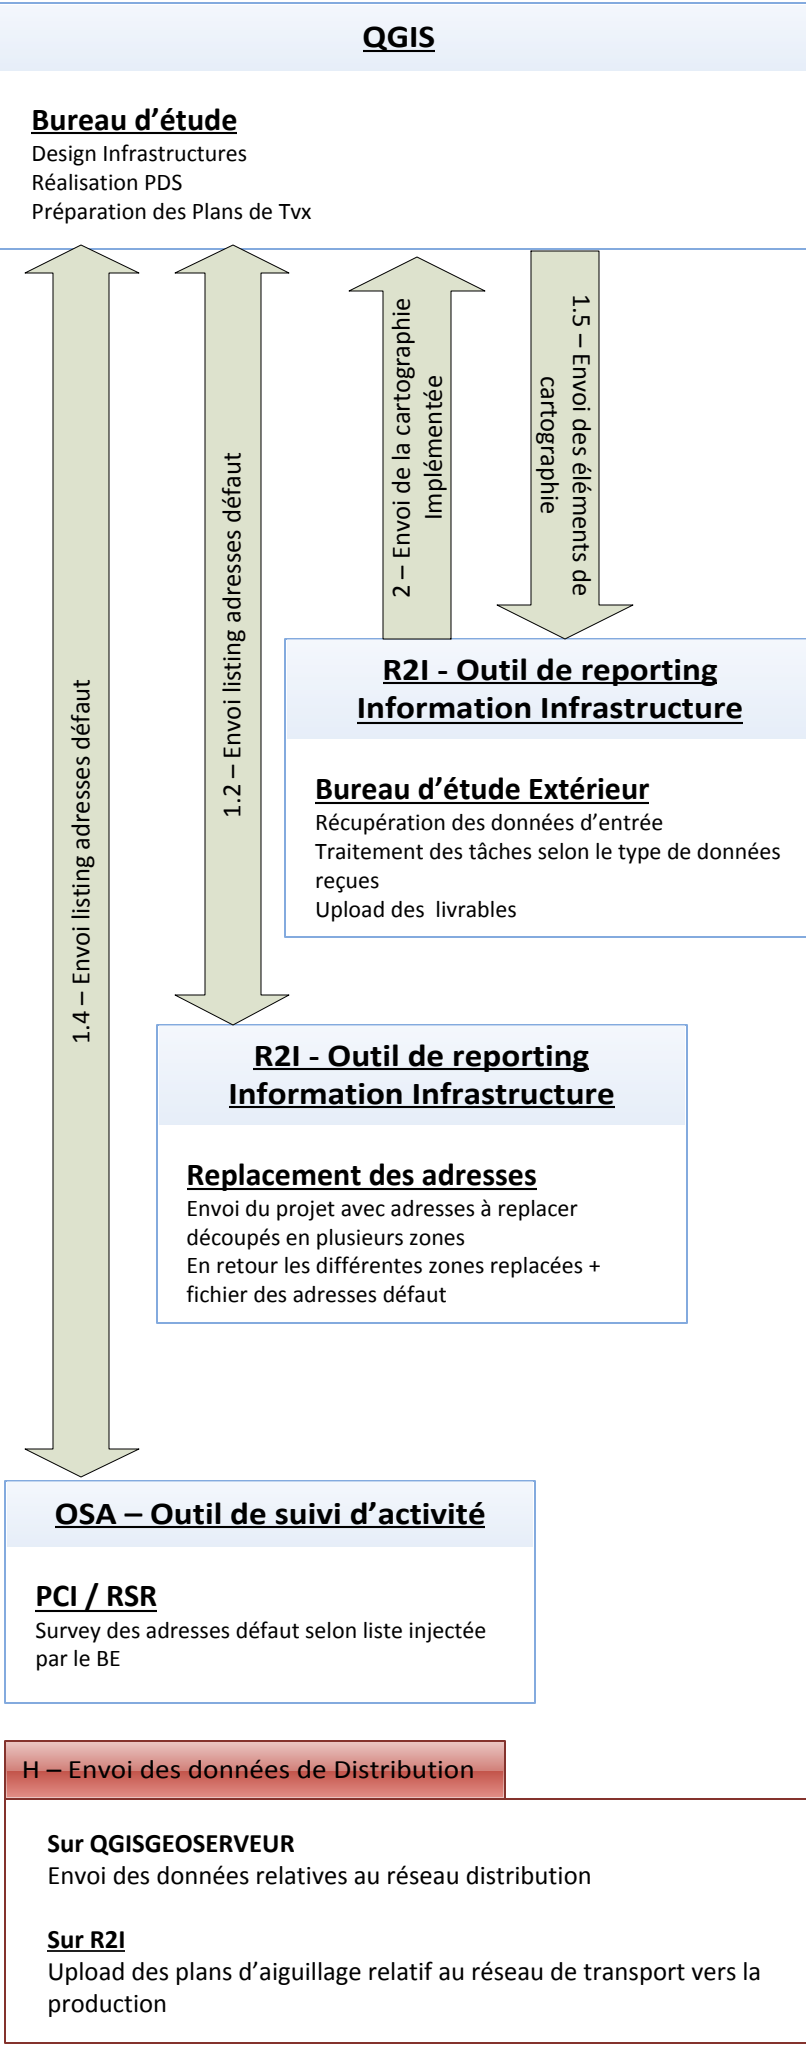 QGIS
Bureau d’étude
Design Infrastructures
Réalisation PDS
Préparation des Plans de Tvx
1.4 – Envoi listing adresses défaut
1.2 – Envoi listing adresses défaut
2 – Envoi de la cartographie
Implémentée
1.5 – Envoi des éléments de
cartographie
R2I - Outil de reporting
Information Infrastructure
Bureau d’étude Extérieur
Récupération des données d’entrée
Traitement des tâches selon le type de données
reçues
Upload des  livrables
R2I - Outil de reporting
Information Infrastructure
Replacement des adresses
Envoi du projet avec adresses à replacer
découpés en plusieurs zones
En retour les différentes zones replacées +
fichier des adresses défaut
OSA – Outil de suivi d’activité
PCI / RSR
Survey des adresses défaut selon liste injectée
par le BE
H – Envoi des données de Distribution
Sur QGISGEOSERVEUR
Envoi des données relatives au réseau distribution
Sur R2I
Upload des plans d’aiguillage relatif au réseau de transport vers la
production